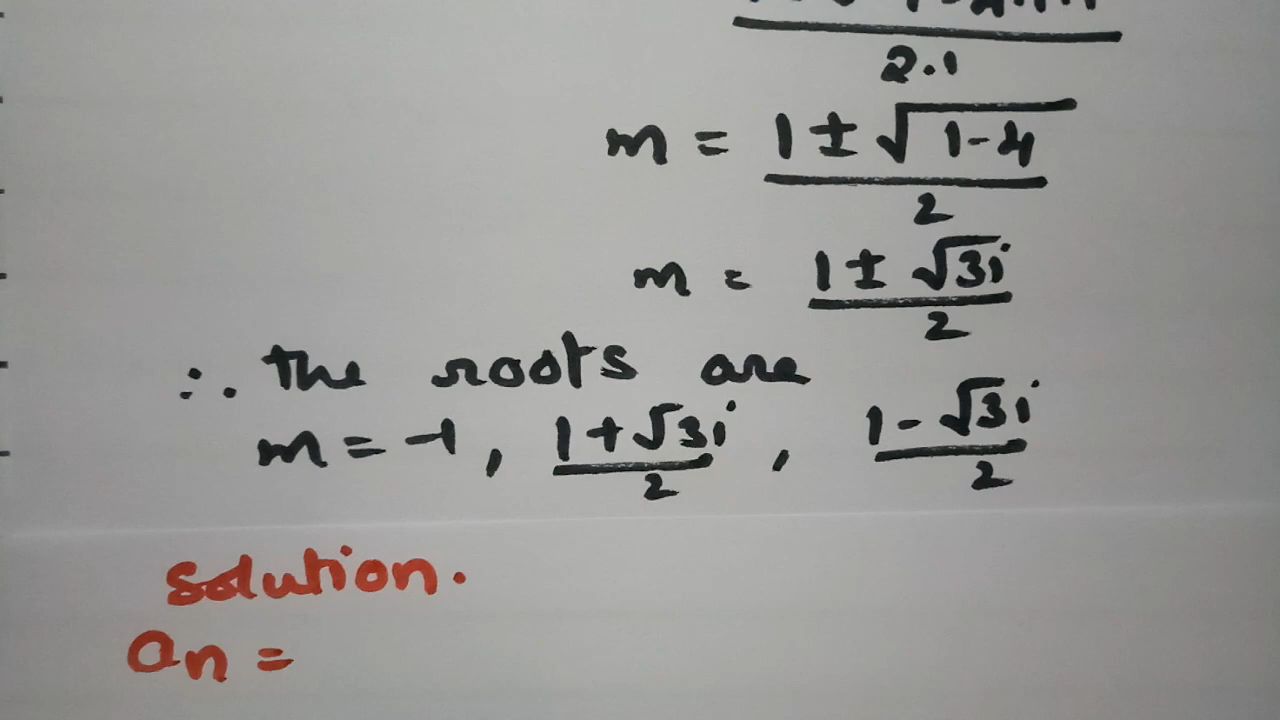 2.1
m = 1 ± √1-4 / 2
m = 1 ± √3i / 2
∴ the roots are
m = -1, 1+√3i / 2, 1-√3i / 2
solution.
an =